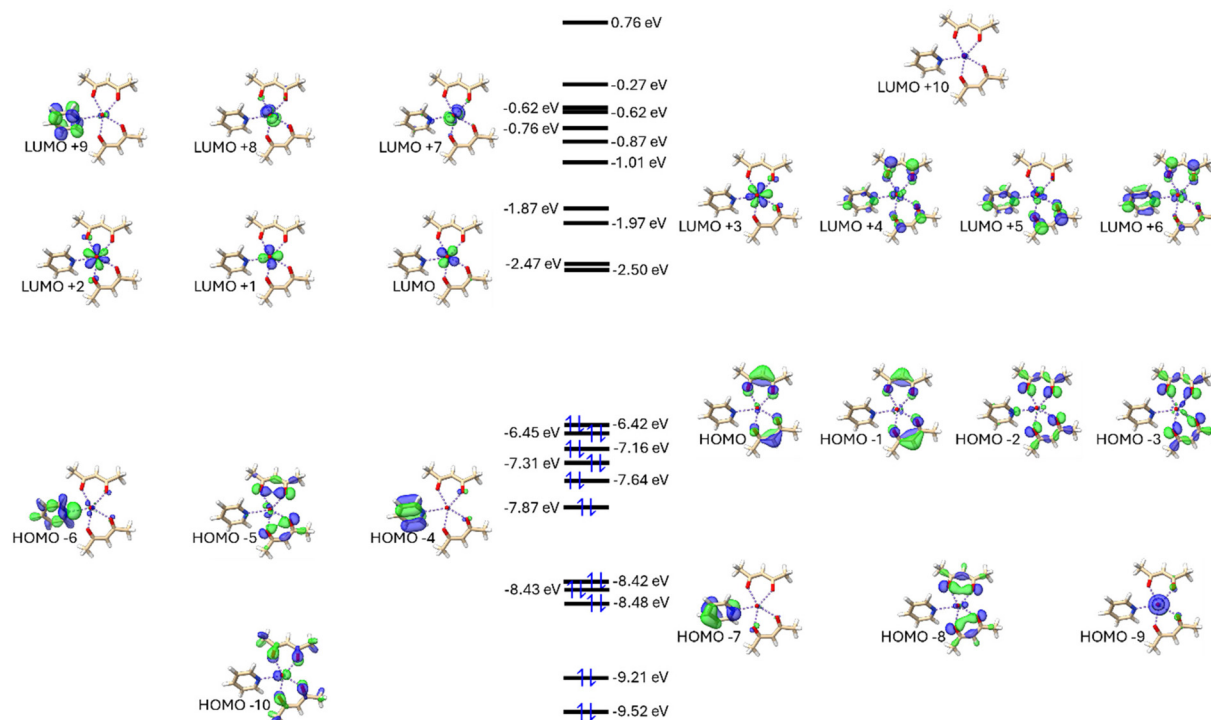 0.76 eV
LUMO +10
-0.27 eV
-0.62 eV
-0.62 eV
-0.76 eV
-0.87 eV
-1.01 eV
LUMO +9
LUMO +8
LUMO +7
LUMO +3
LUMO +4
LUMO +5
LUMO +6
-1.87 eV
-1.97 eV
-2.47 eV
-2.50 eV
LUMO +2
LUMO +1
LUMO
HOMO
HOMO -1
HOMO -2
HOMO -3
-6.42 eV
-6.45 eV
-7.16 eV
-7.31 eV
-7.64 eV
-7.87 eV
HOMO -6
HOMO -5
HOMO -4
-8.42 eV
-8.43 eV
-8.48 eV
HOMO -7
HOMO -8
HOMO -9
-9.21 eV
HOMO -10
-9.52 eV